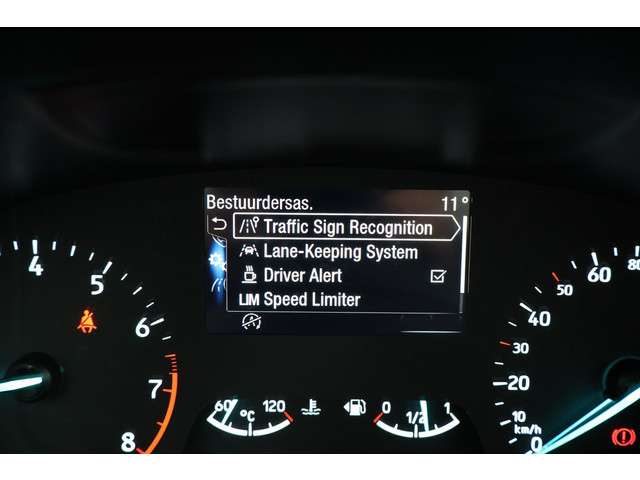 Bestuurdersas. 11°
Traffic Sign Recognition
Lane-Keeping System
Driver Alert
LIM Speed Limiter
4
5
6
7
8
60 °C 120
0 1/2 1
0
10
20
30
40
50
60
80
km/h